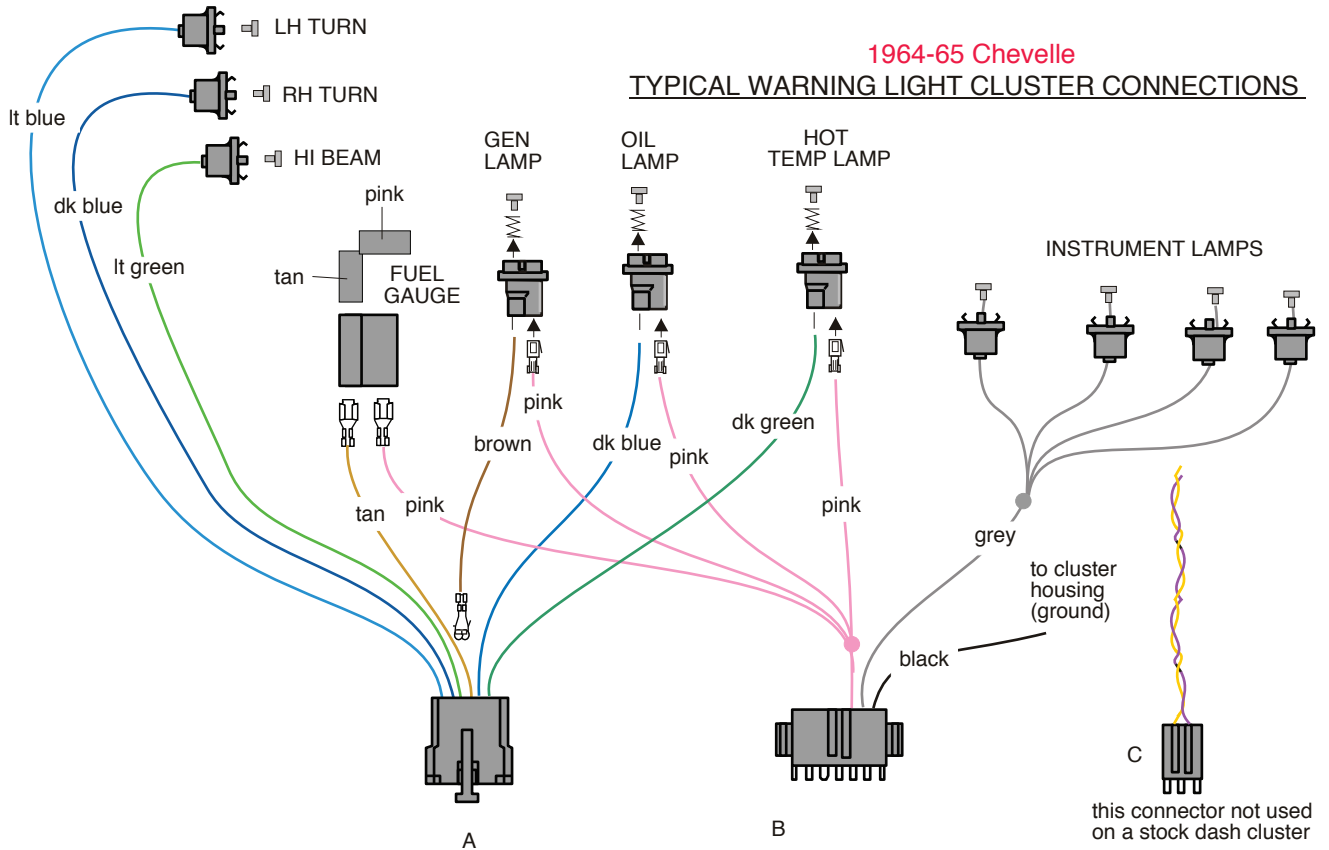 1964-65 Chevelle
TYPICAL WARNING LIGHT CLUSTER CONNECTIONS
LH TURN
RH TURN
HI BEAM
lt blue
dk blue
lt green
pink
tan
FUEL
GAUGE
GEN
LAMP
OIL
LAMP
HOT
TEMP LAMP
INSTRUMENT LAMPS
tan
pink
brown
pink
dk blue
pink
dk green
pink
grey
to cluster
housing
(ground)
black
A
B
C
this connector not used
on a stock dash cluster